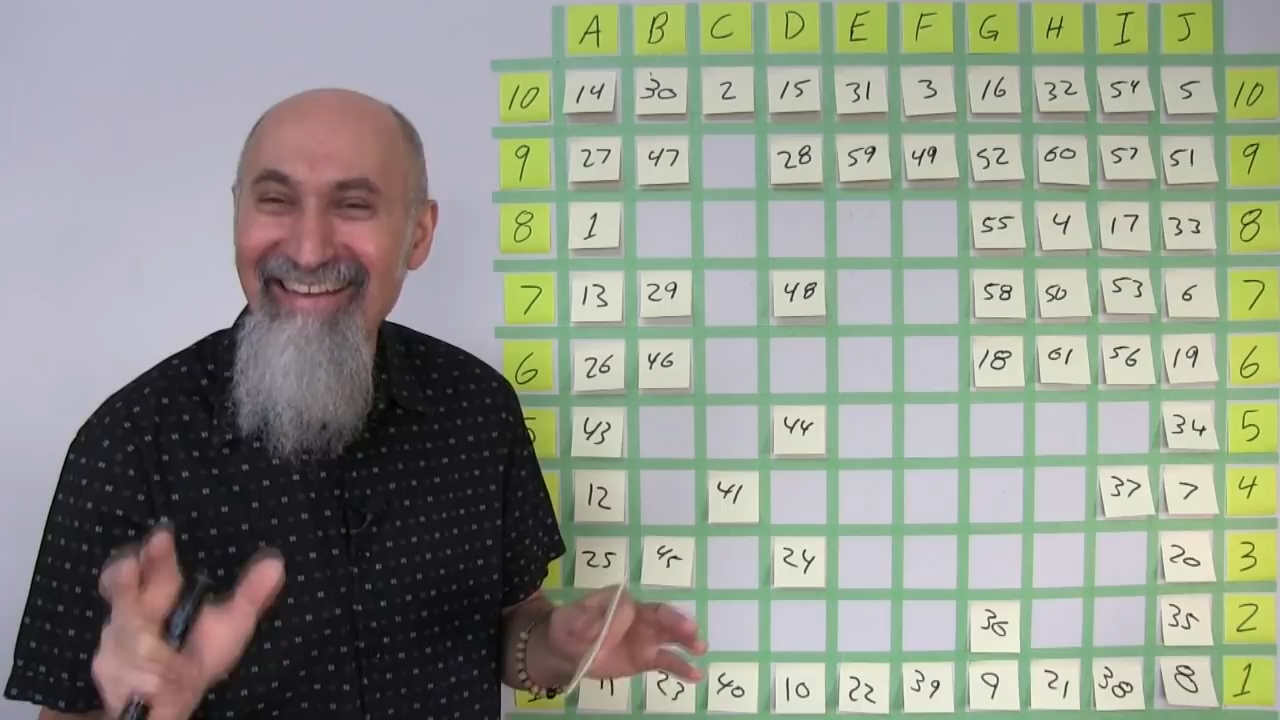 A B C D E F G H I J
10 14 30 2 15 31 3 16 32 54 5 10
9 27 47 28 59 49 52 60 57 51 9
8 1 55 4 17 33 8
7 13 29 48 58 50 53 6 7
6 26 46 18 61 56 19 6
43 44 34 5
12 41 37 7 4
25 45 24 20 3
36 35 2
11 23 40 10 22 39 9 21 38 8 1